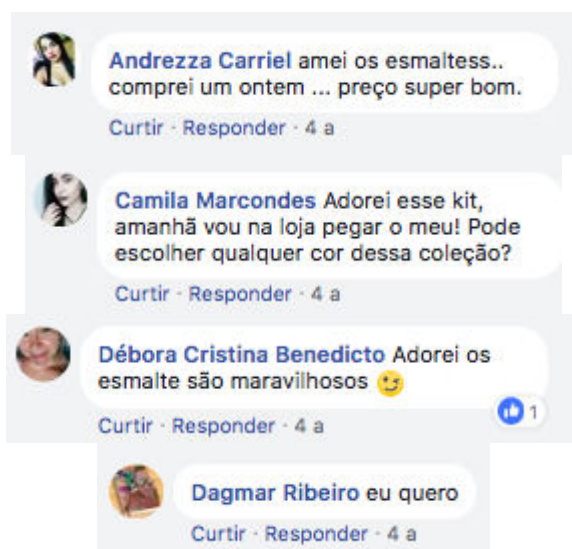 Andrezza Carriel amei os esmaltess..
comprei um ontem ... preço super bom.
Curtir · Responder · 4 a
Camila Marcondes Adorei esse kit,
amanhã vou na loja pegar o meu! Pode
escolher qualquer cor dessa coleção?
Curtir · Responder · 4 a
Débora Cristina Benedicto Adorei os
esmalte são maravilhosos 😉
1
Curtir · Responder · 4 a
Dagmar Ribeiro eu quero
Curtir · Responder · 4 a